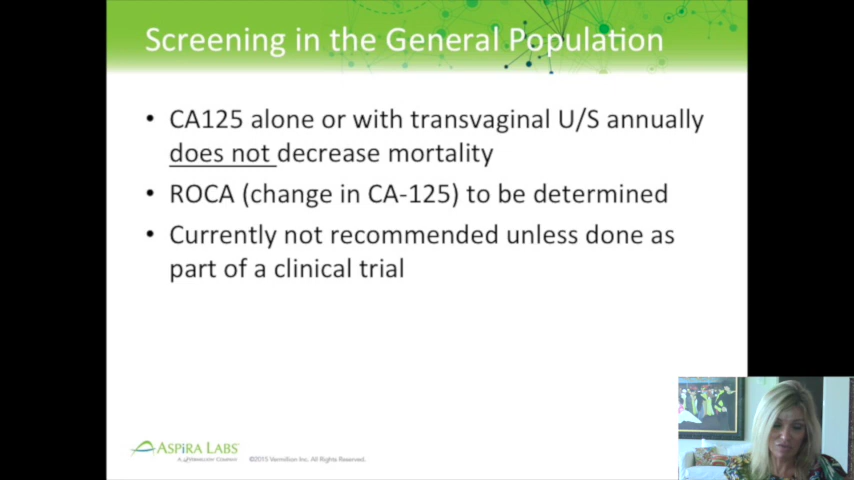 Screening in the General Population
• CA125 alone or with transvaginal U/S annually
does not decrease mortality
• ROCA (change in CA-125) to be determined
• Currently not recommended unless done as
part of a clinical trial
ASPiRA LABS
A VERMILLION COMPANY
©2015 Vermillion Inc. All Rights Reserved.